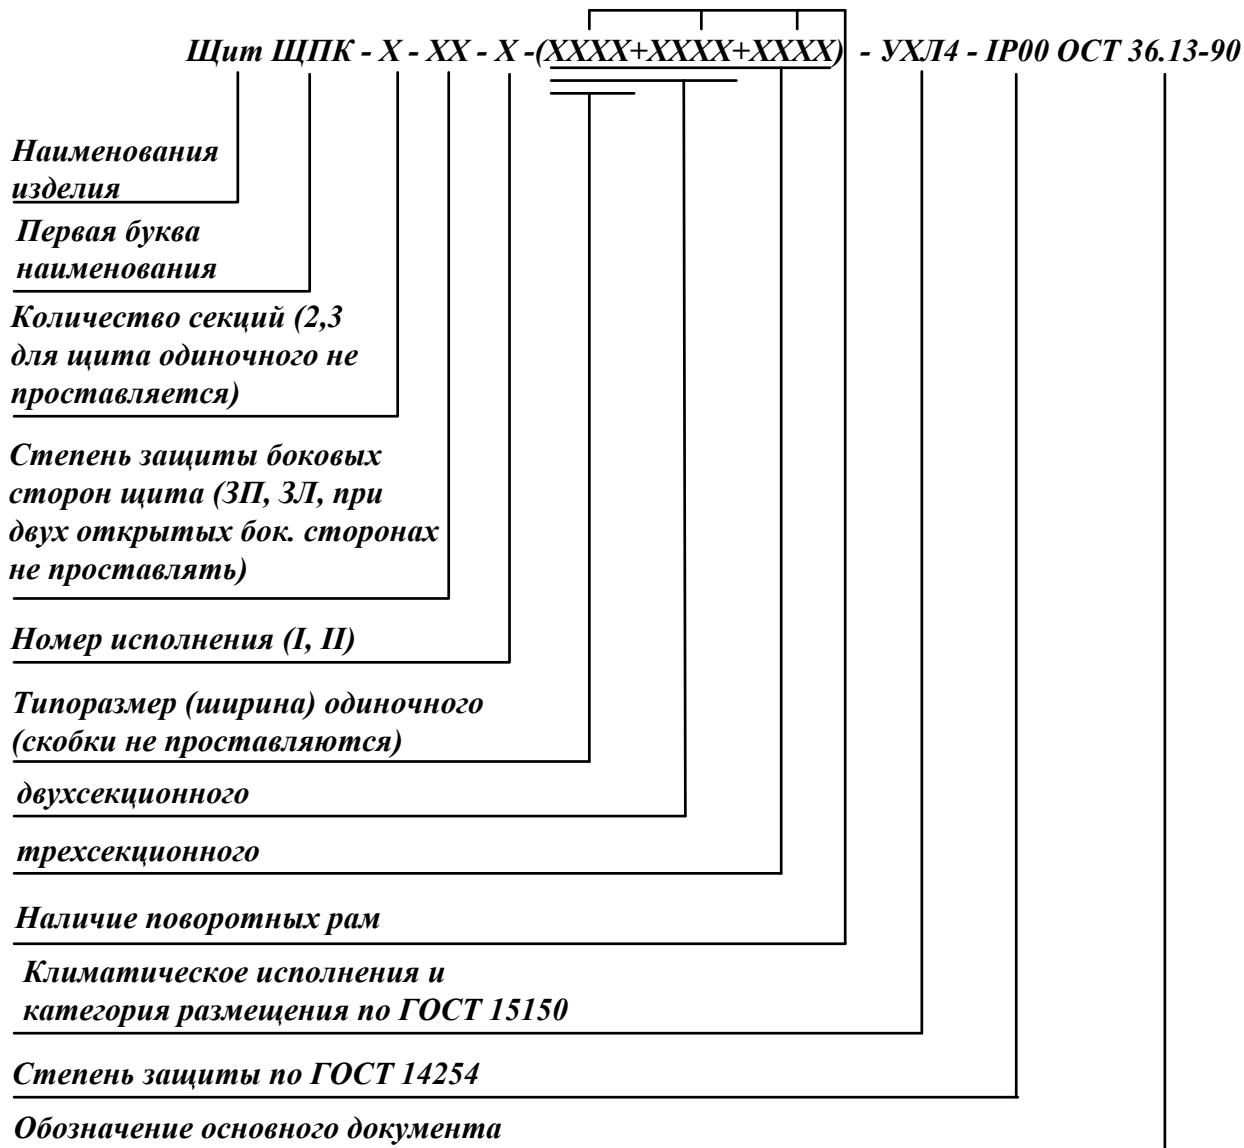 Щит ЩПК - Х - ХХ - Х -(ХХХХ+ХХХХ+ХХХХ) - УХЛ4 - IP00 ОСТ 36.13-90
Наименования
изделия
Первая буква
наименования
Количество секций (2,3
для щита одиночного не
проставляется)
Степень защиты боковых
сторон щита (ЗП, ЗЛ, при
двух открытых бок. сторонах
не проставлять)
Номер исполнения (I, II)
Типоразмер (ширина) одиночного
(скобки не проставляются)
двухсекционного
трехсекционного
Наличие поворотных рам
Климатическое исполнения и
категория размещения по ГОСТ 15150
Степень защиты по ГОСТ 14254
Обозначение основного документа